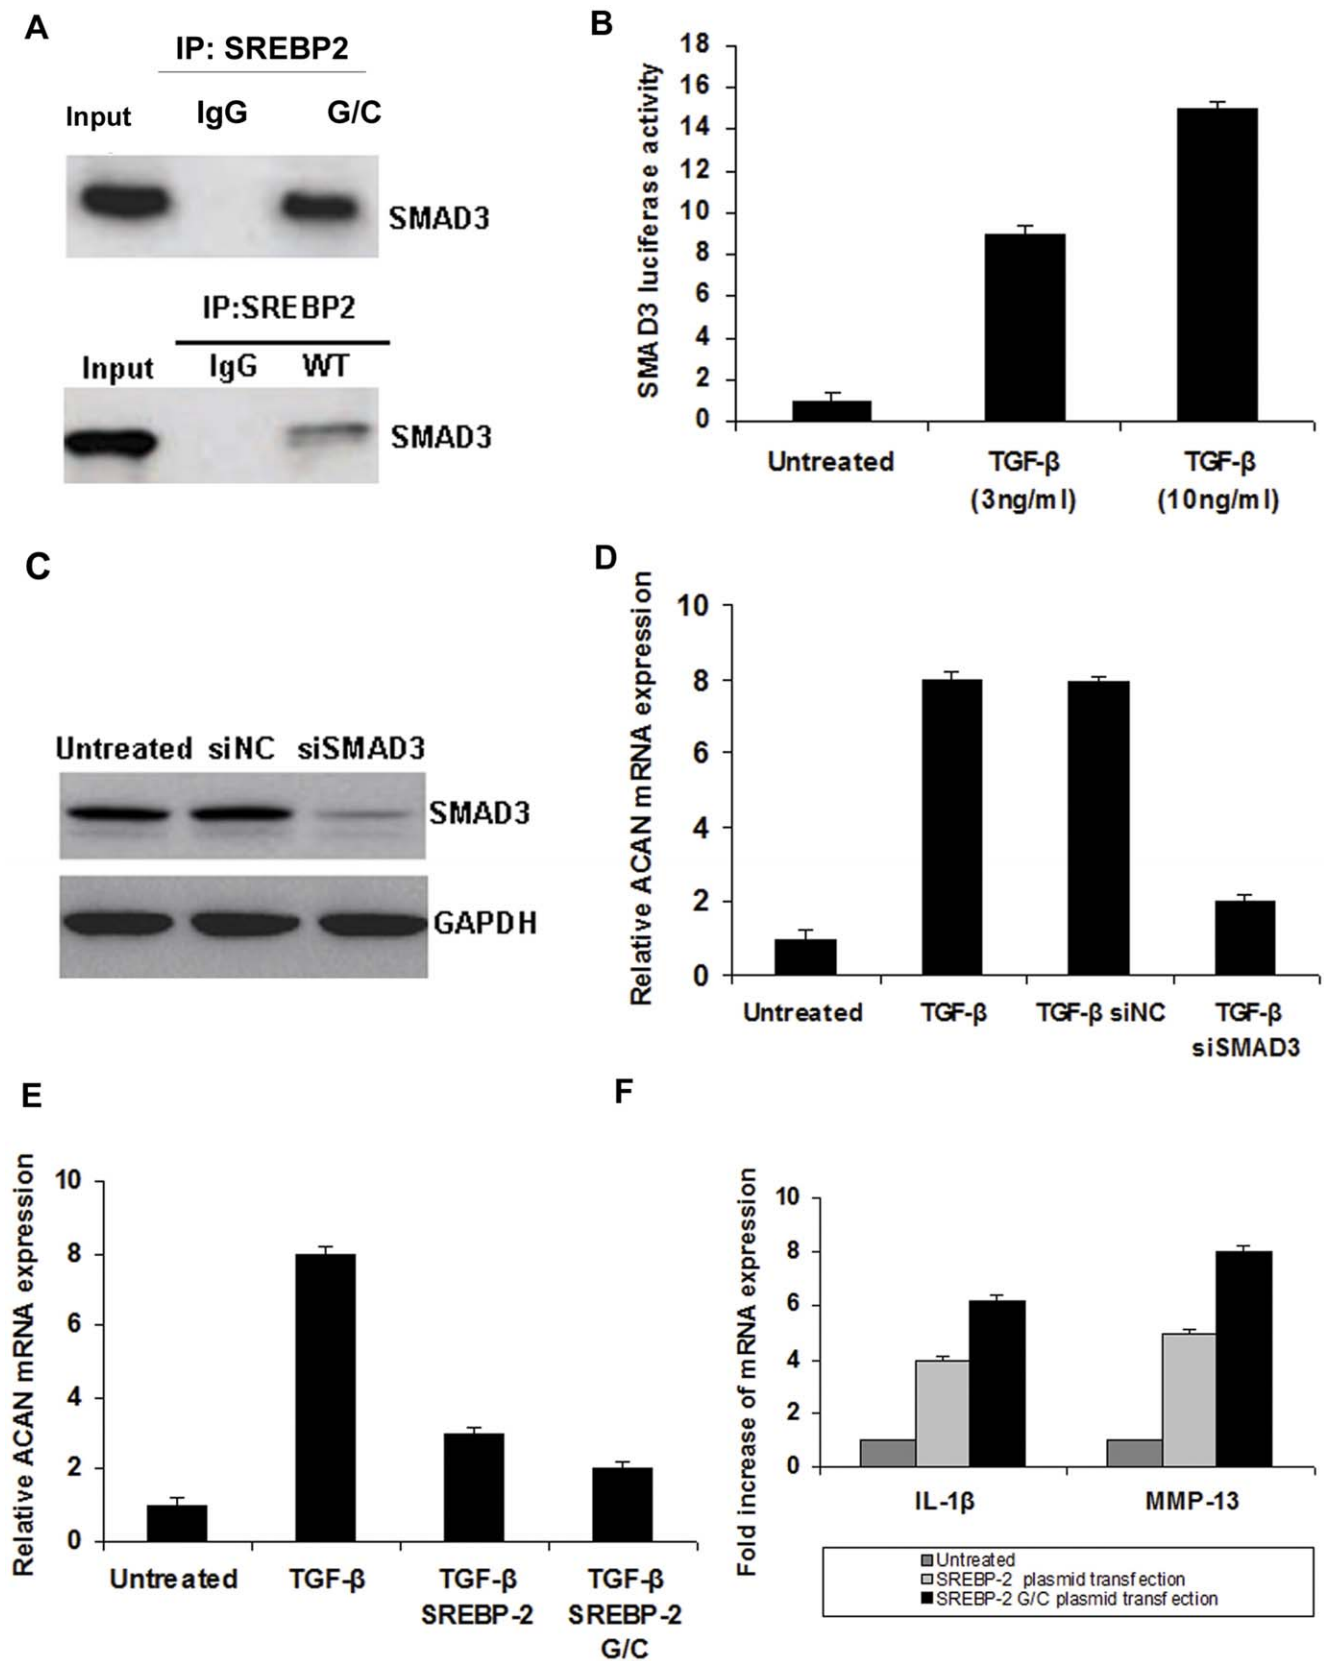 A
IP: SREBP2
Input IgG G/C
SMAD3
IP:SREBP2
Input IgG WT
SMAD3
B
SMAD3 luciferase activity
18
16
14
12
10
8
6
4
2
0
Untreated TGF-β TGF-β
(3ng/ml) (10ng/ml)
C
Untreated siNC siSMAD3
SMAD3
GAPDH
D
Relative ACAN mRNA expression
10
8
6
4
2
0
Untreated TGF-β TGF-β siNC TGF-β
siSMAD3
E
Relative ACAN mRNA expression
10
8
6
4
2
0
Untreated TGF-β TGF-β TGF-β
SREBP-2 SREBP-2
G/C
F
Fold increase of mRNA expression
10
8
6
4
2
0
IL-1β MMP-13
Untreated
SREBP-2 plasmid transfection
SREBP-2 G/C plasmid transfection